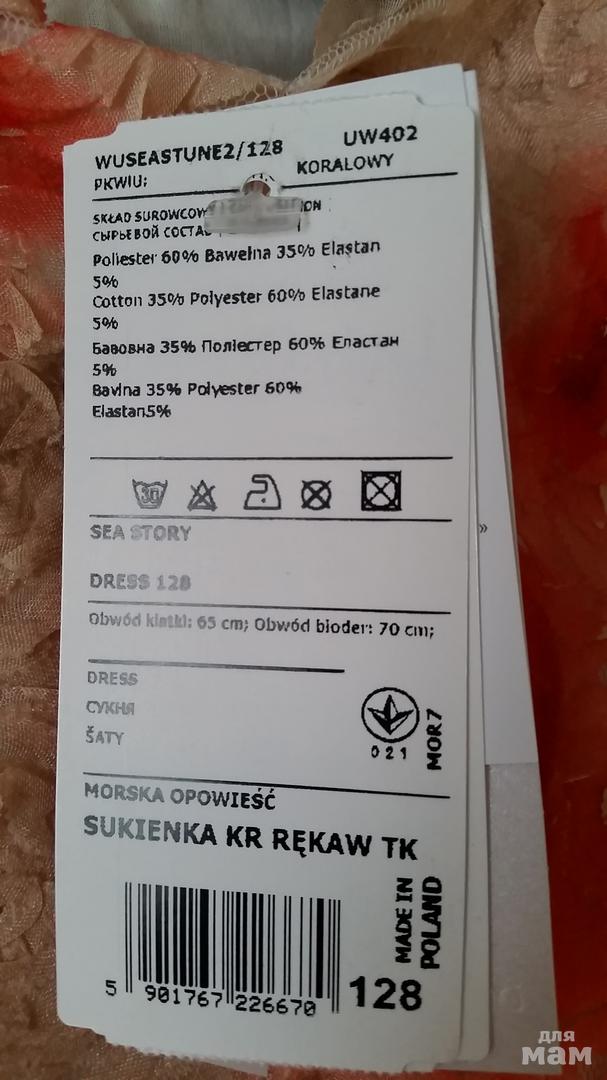 WUSEASTUNE2/128
UW402
PKWIU:
KORALOWY
SKŁAD
СЫРЬЕВОЙ
Poliester 60% Bawełna 35% Elastan
5%
Cotton 35% Polyester 60% Elastane
5%
Бавовна 35% Поліестер 60% Еластан
5%
Bavlna 35% Polyester 60%
Elastan5%
30
SEA STORY
DRESS 128
Obwód klatki: 65 cm; Obwód bioder: 70 cm;
DRESS
СУКНЯ
ŠATY
021
MOR7
MORSKA OPOWIEŚĆ
SUKIENKA KR RĘKAW TK
MADE IN
POLAND
5 901767 226670
128
для
мам